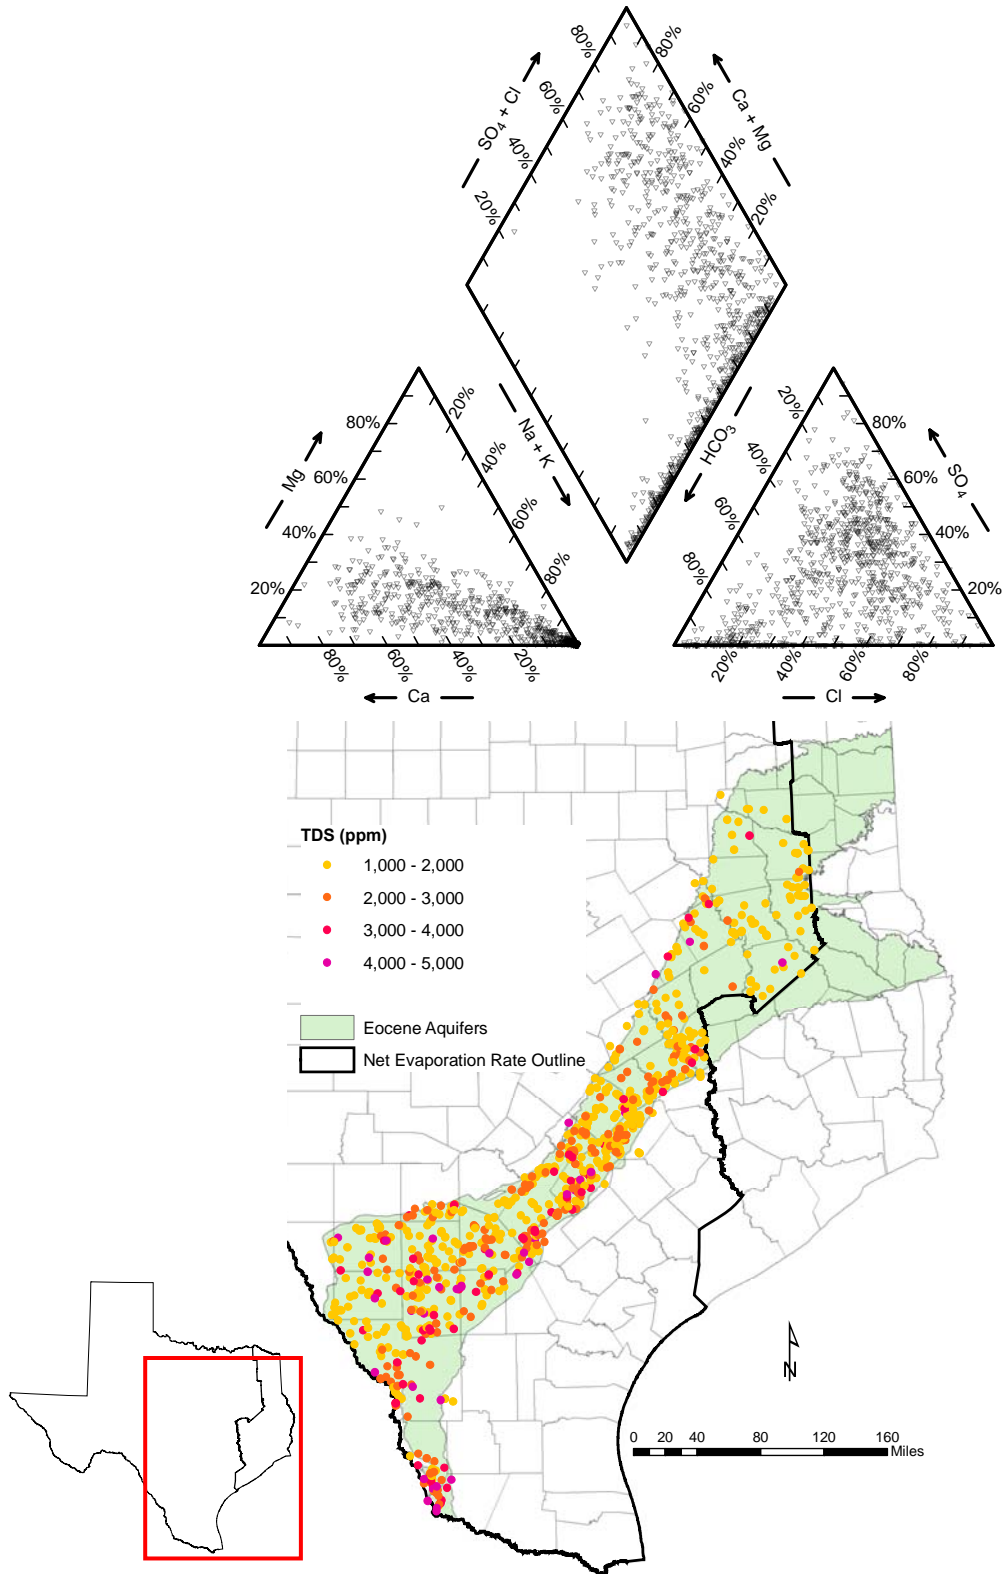 80%
80%
SO4 + Cl
Ca + Mg
60%
60%
40%
40%
20%
20%
Na + K
HCO3
20%
20%
80%
80%
Mg
SO4
40%
40%
60%
60%
60%
60%
40%
40%
80%
80%
20%
20%
80%
60%
40%
20%
20%
40%
60%
80%
Ca
Cl
TDS (ppm)
1,000 - 2,000
2,000 - 3,000
3,000 - 4,000
4,000 - 5,000
Eocene Aquifers
Net Evaporation Rate Outline
N
0 20 40 80 120 160
Miles